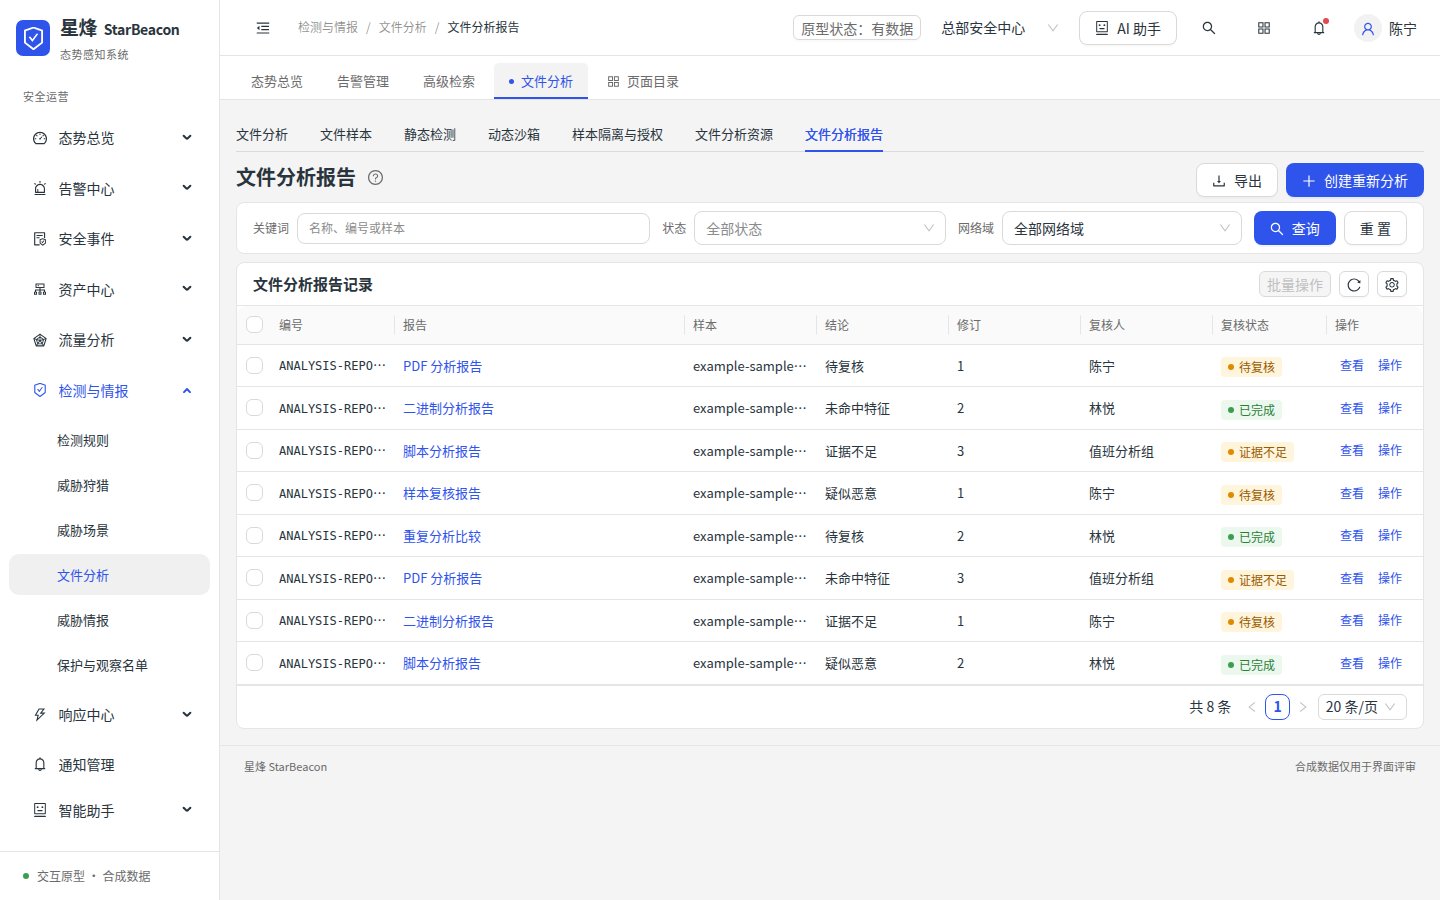 星烽 StarBeacon
态势感知系统
安全运营
态势总览
告警中心
安全事件
资产中心
流量分析
检测与情报
检测规则
威胁狩猎
威胁场景
文件分析
威胁情报
保护与观察名单
响应中心
通知管理
智能助手
交互原型 · 合成数据
检测与情报 / 文件分析 / 文件分析报告
原型状态：有数据
总部安全中心
AI 助手
陈宁
态势总览 告警管理 高级检索 文件分析 页面目录
文件分析 文件样本 静态检测 动态沙箱 样本隔离与授权 文件分析资源 文件分析报告
文件分析报告
导出
创建重新分析
关键词 名称、编号或样本 状态 全部状态 网络域 全部网络域 查询 重 置
文件分析报告记录
批量操作
编号 报告 样本 结论 修订 复核人 复核状态 操作
ANALYSIS-REPO··· PDF 分析报告 example-sample··· 待复核 1 陈宁 待复核 查看 操作
ANALYSIS-REPO··· 二进制分析报告 example-sample··· 未命中特征 2 林悦 已完成 查看 操作
ANALYSIS-REPO··· 脚本分析报告 example-sample··· 证据不足 3 值班分析组 证据不足 查看 操作
ANALYSIS-REPO··· 样本复核报告 example-sample··· 疑似恶意 1 陈宁 待复核 查看 操作
ANALYSIS-REPO··· 重复分析比较 example-sample··· 待复核 2 林悦 已完成 查看 操作
ANALYSIS-REPO··· PDF 分析报告 example-sample··· 未命中特征 3 值班分析组 证据不足 查看 操作
ANALYSIS-REPO··· 二进制分析报告 example-sample··· 证据不足 1 陈宁 待复核 查看 操作
ANALYSIS-REPO··· 脚本分析报告 example-sample··· 疑似恶意 2 林悦 已完成 查看 操作
共 8 条 1 20 条/页
星烽 StarBeacon
合成数据仅用于界面评审